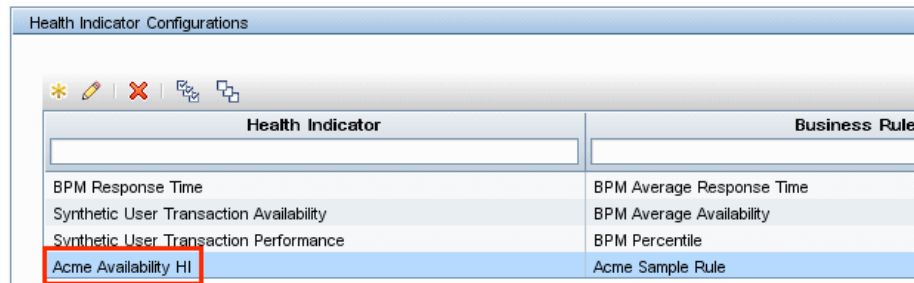 Health Indicator Configurations
Health Indicator Business Rule
BPM Response Time BPM Average Response Time
Synthetic User Transaction Availability BPM Average Availability
Synthetic User Transaction Performance BPM Percentile
Acme Availability HI Acme Sample Rule